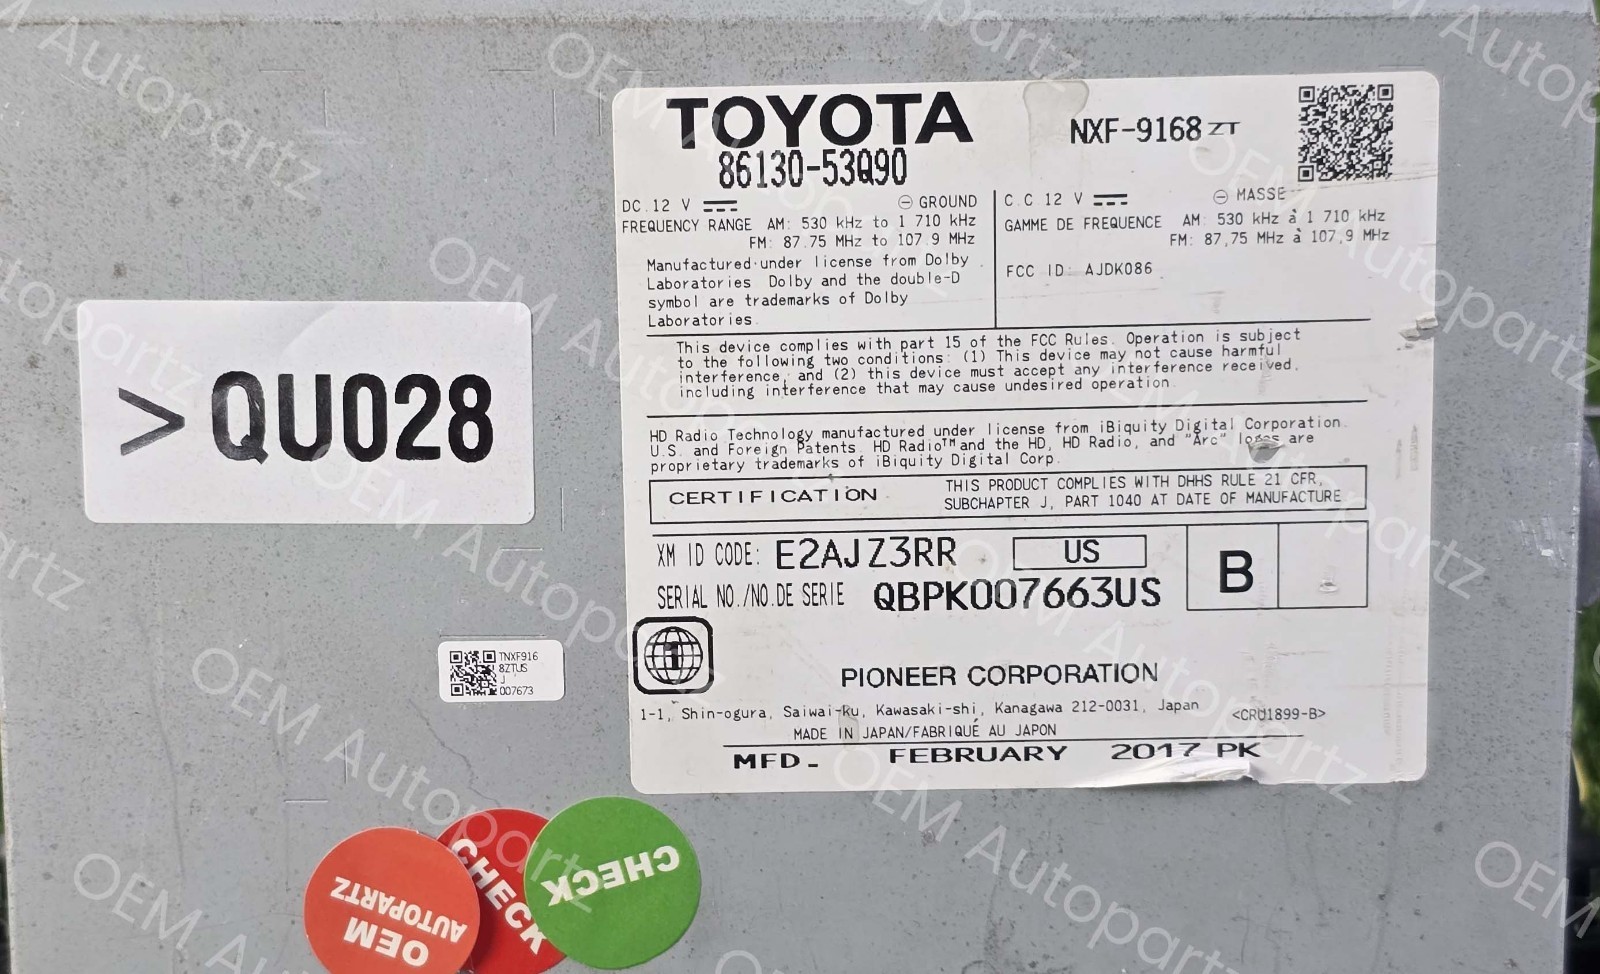 TOYOTA
86130-53Q90
NXF-9168 ZT
DC 12 V
GROUND
FREQUENCY RANGE AM: 530 kHz to 1 710 kHz
FM: 87.75 MHz to 107.9 MHz
Manufactured under license from Dolby
Laboratories Dolby and the double-D
symbol are trademarks of Dolby
Laboratories.
C.C 12 V
MASSE
GAMME DE FREQUENCE AM: 530 kHz à 1 710 kHz
FM: 87,75 MHz à 107,9 MHz
FCC ID: AJDK086
This device complies with part 15 of the FCC Rules. Operation is subject
to the following two conditions: (1) This device may not cause harmful
interference, and (2) this device must accept any interference received,
including interference that may cause undesired operation.
HD Radio Technology manufactured under license from iBiquity Digital Corporation.
U.S. and Foreign Patents. HD Radio™ and the HD, HD Radio, and "Arc" logos are
proprietary trademarks of iBiquity Digital Corp.
CERTIFICATION
THIS PRODUCT COMPLIES WITH DHHS RULE 21 CFR,
SUBCHAPTER J, PART 1040 AT DATE OF MANUFACTURE
XM ID CODE: E2AJZ3RR
US
B
SERIAL NO./NO.DE SERIE QBPK007663US
1
PIONEER CORPORATION
1-1, Shin-ogura, Saiwai-ku, Kawasaki-shi, Kanagawa 212-0031, Japan
<CRU1899-B>
MADE IN JAPAN/FABRIQUÉ AU JAPON
MFD- FEBRUARY 2017 PK
>QU028
TNXF916
8ZTUS
J
007673
OEM
AUTOPARTZ
CHECK
CHECK
OEM Autopartz